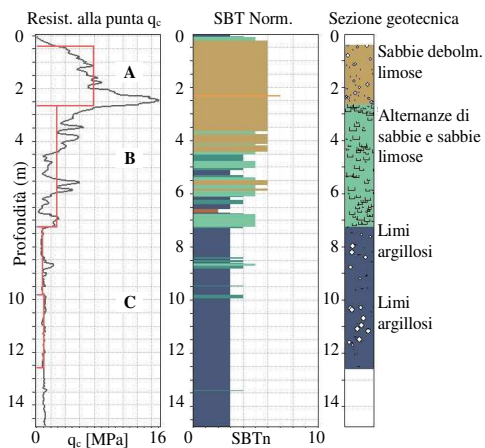 Resist. alla punta qc
SBT Norm.
Sezione geotecnica
0
2
4
6
8
10
12
14
Profondità (m)
A
B
C
0
16
qc [MPa]
0
2
4
6
8
10
12
14
0
10
SBTn
0
2
4
6
8
10
12
14
Sabbie debolm.
limose
Alternanze di
sabbie e sabbie
limose
Limi
argillosi
Limi
argillosi